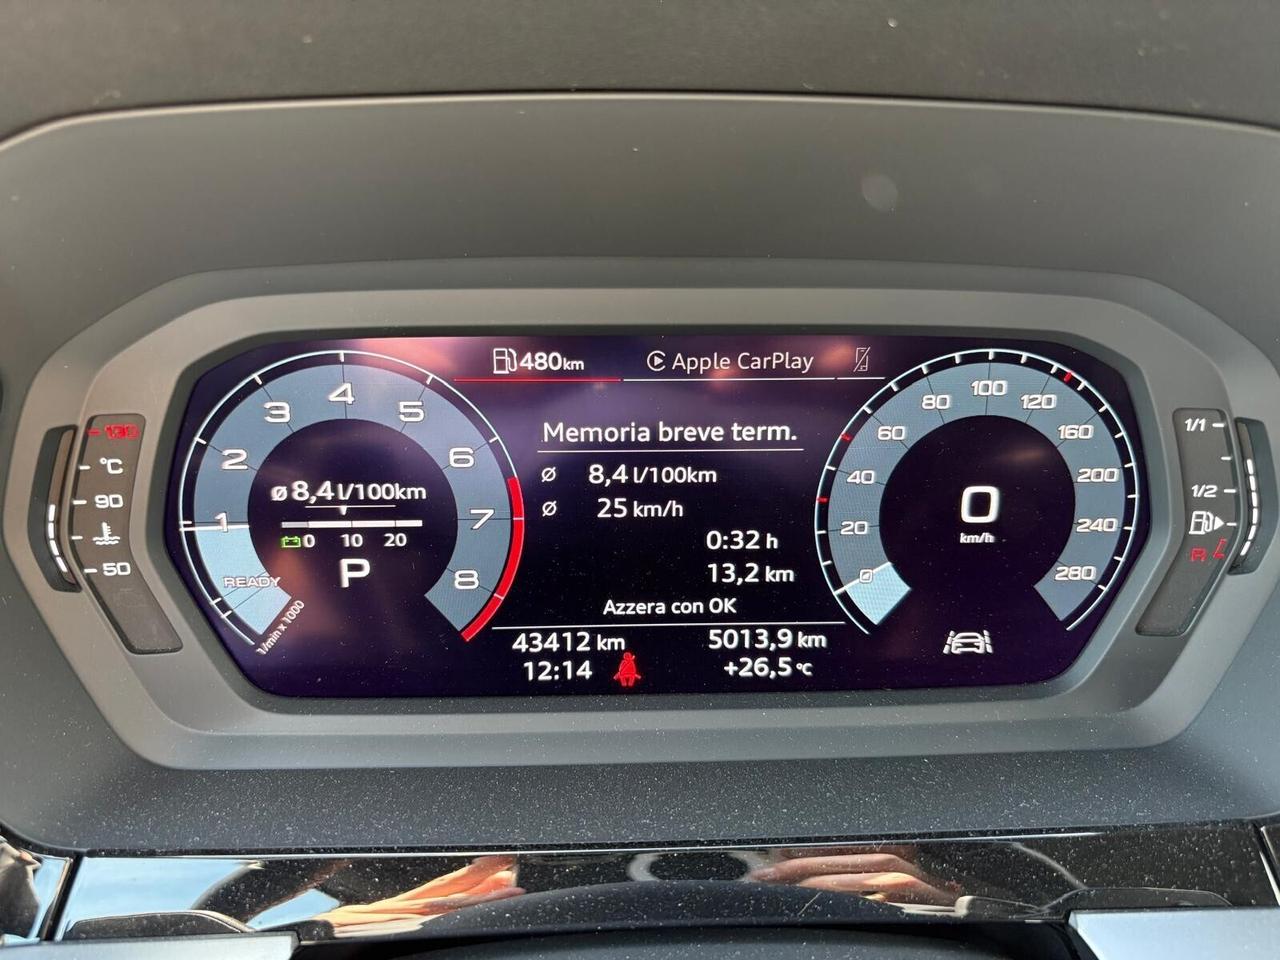 480km
Apple CarPlay
Memoria breve term.
ø 8,4 l/100km
ø 25 km/h
0:32 h
13,2 km
Azzera con OK
43412 km
5013,9 km
12:14
+26,5 °C
ø 8,4 l/100km
0 10 20
P
READY
1
2
3
4
5
6
7
8
1/min x 1000
0
km/h
0
20
40
60
80
100
120
160
200
240
280
130
°C
90
50
1/1
1/2
R